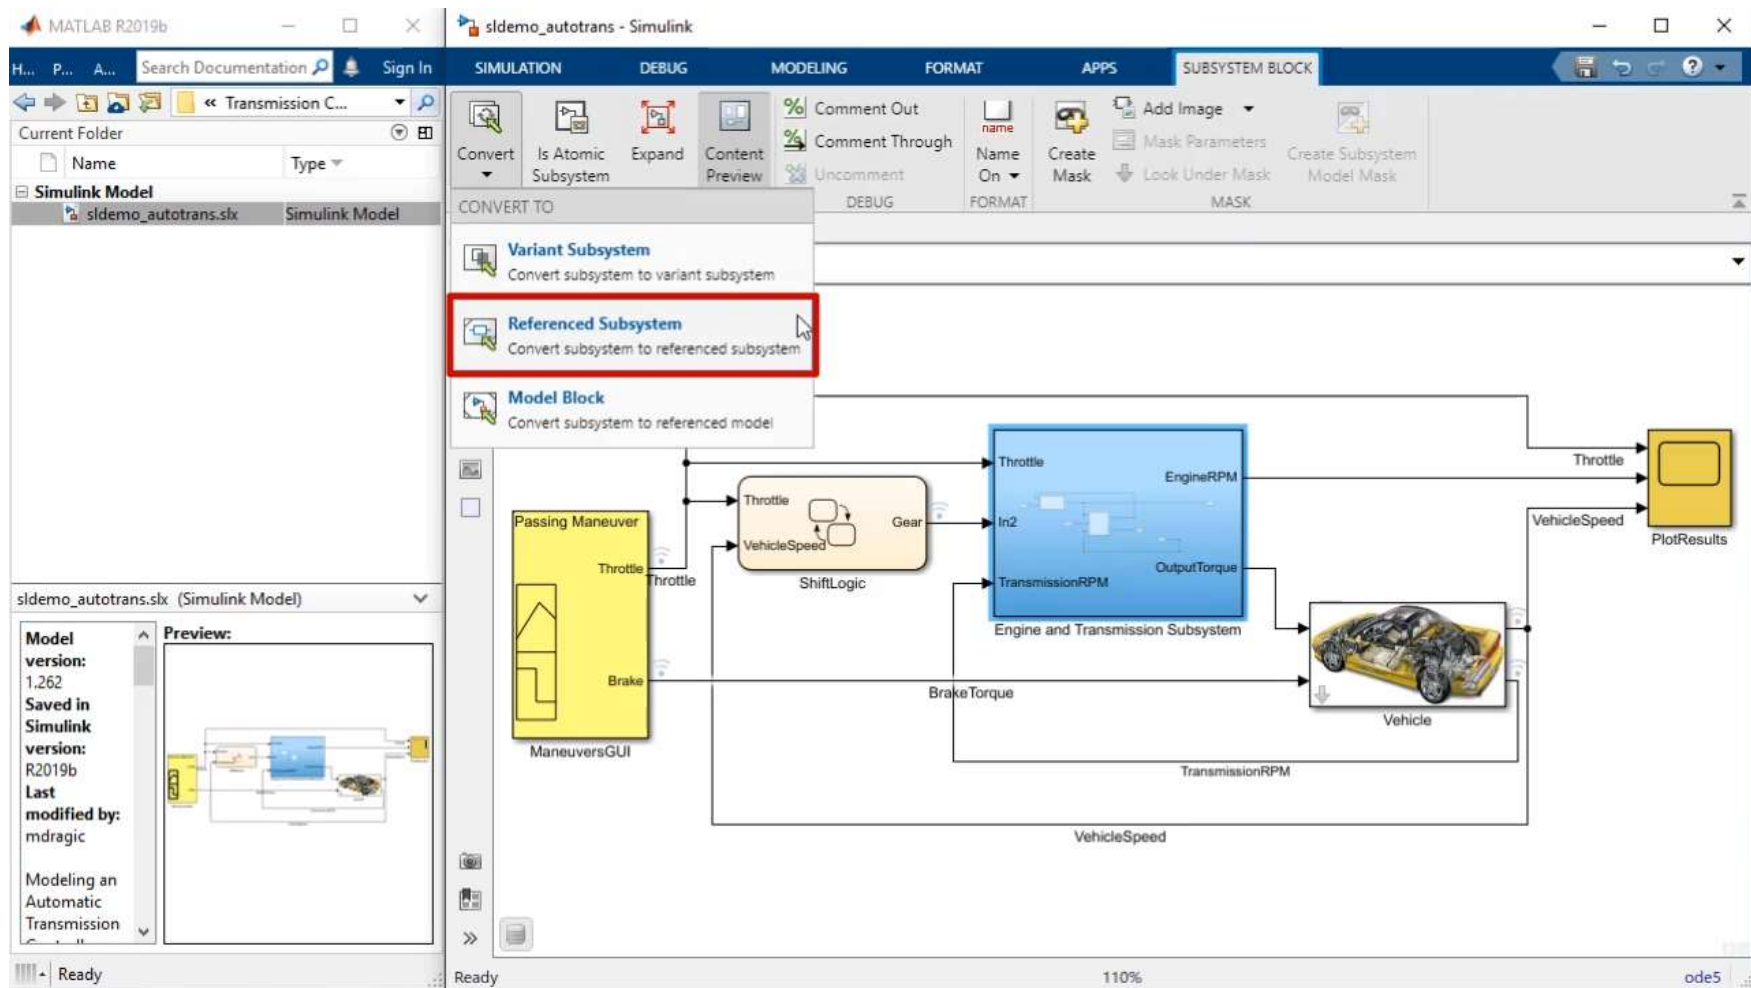 MATLAB R2019b
H... P... A... Search Documentation Sign In
« Transmission C...
Current Folder
Name Type
Simulink Model
sldemo_autotrans.slx Simulink Model
sldemo_autotrans.slx (Simulink Model)
Model
version:
1.262
Saved in
Simulink
version:
R2019b
Last
modified by:
mdragic
Modeling an
Automatic
Transmission
Preview:
Ready
sldemo_autotrans - Simulink
SIMULATION DEBUG MODELING FORMAT APPS SUBSYSTEM BLOCK
Convert
Is Atomic
Subsystem
Expand
Content
Preview
Comment Out
Comment Through
Uncomment
DEBUG
name
Name
On
FORMAT
Create
Mask
Add Image
Mask Parameters
Look Under Mask
Create Subsystem
Model Mask
MASK
CONVERT TO
Variant Subsystem
Convert subsystem to variant subsystem
Referenced Subsystem
Convert subsystem to referenced subsystem
Model Block
Convert subsystem to referenced model
Passing Maneuver
Throttle
Throttle
Brake
ManeuversGUI
Throttle
VehicleSpeed
Gear
ShiftLogic
Throttle
In2
TransmissionRPM
EngineRPM
OutputTorque
Engine and Transmission Subsystem
BrakeTorque
Vehicle
TransmissionRPM
VehicleSpeed
Throttle
VehicleSpeed
PlotResults
Ready 110% ode5